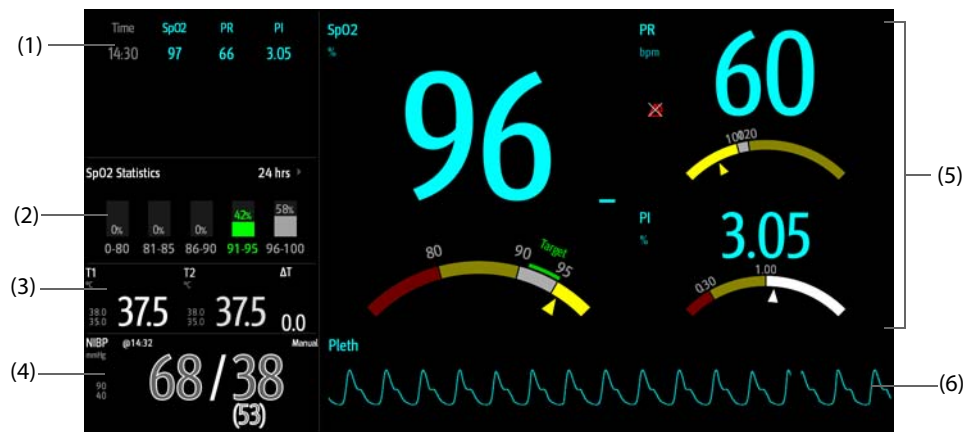 (1)
Time SpO2 PR PI
14:30 97 66 3.05
SpO2 Statistics 24 hrs
(2)
0% 0% 0% 42% 58%
0-80 81-85 86-90 91-95 96-100
(3)
T1 T2 ΔT
°C °C
38.0 35.0 37.5 38.0 35.0 37.5 0.0
(4)
NIBP @14:32 Manual
mmHg
90
40
68/38
(53)
SpO2
%
96
80 90 Target 95
PR
bpm
60
100 120
PI
%
3.05
0.30 1.00
(5)
Pleth
(6)